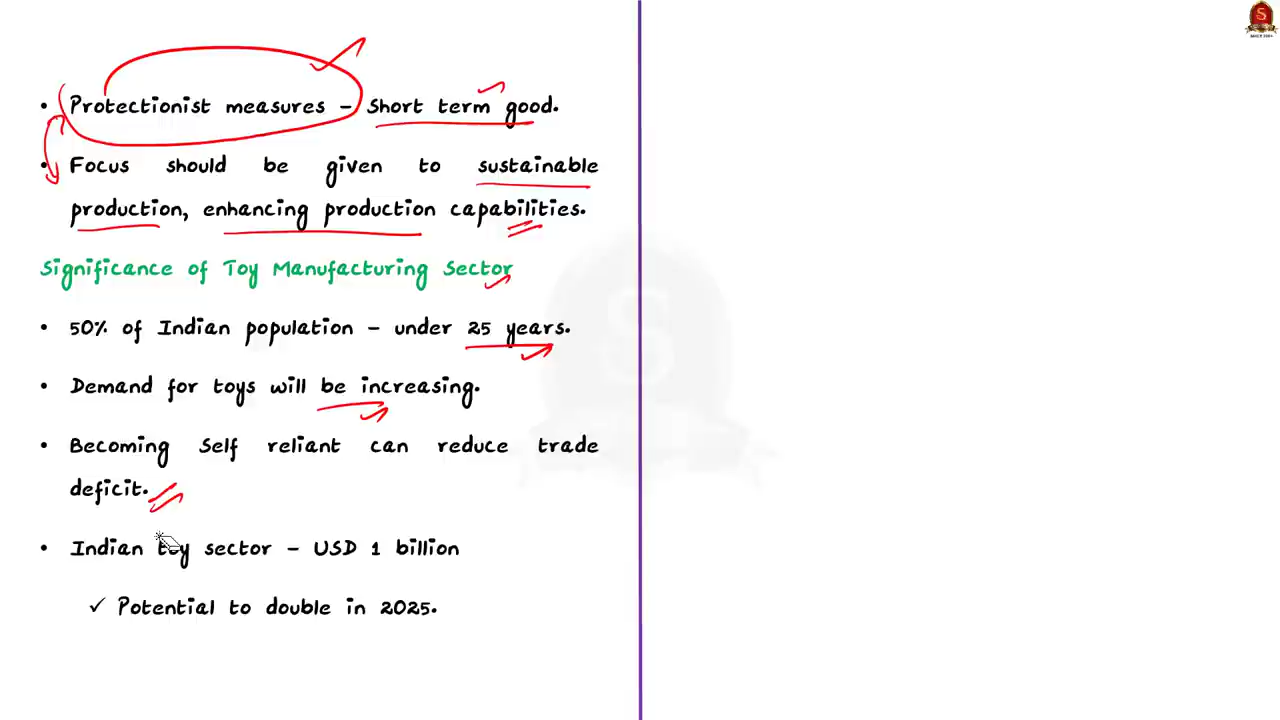 • Protectionist measures – Short term good.
• Focus should be given to sustainable
production, enhancing production capabilities.
Significance of Toy Manufacturing Sector
• 50% of Indian population – under 25 years.
• Demand for toys will be increasing.
• Becoming Self reliant can reduce trade
deficit.
• Indian toy sector – USD 1 billion
✓ Potential to double in 2025.